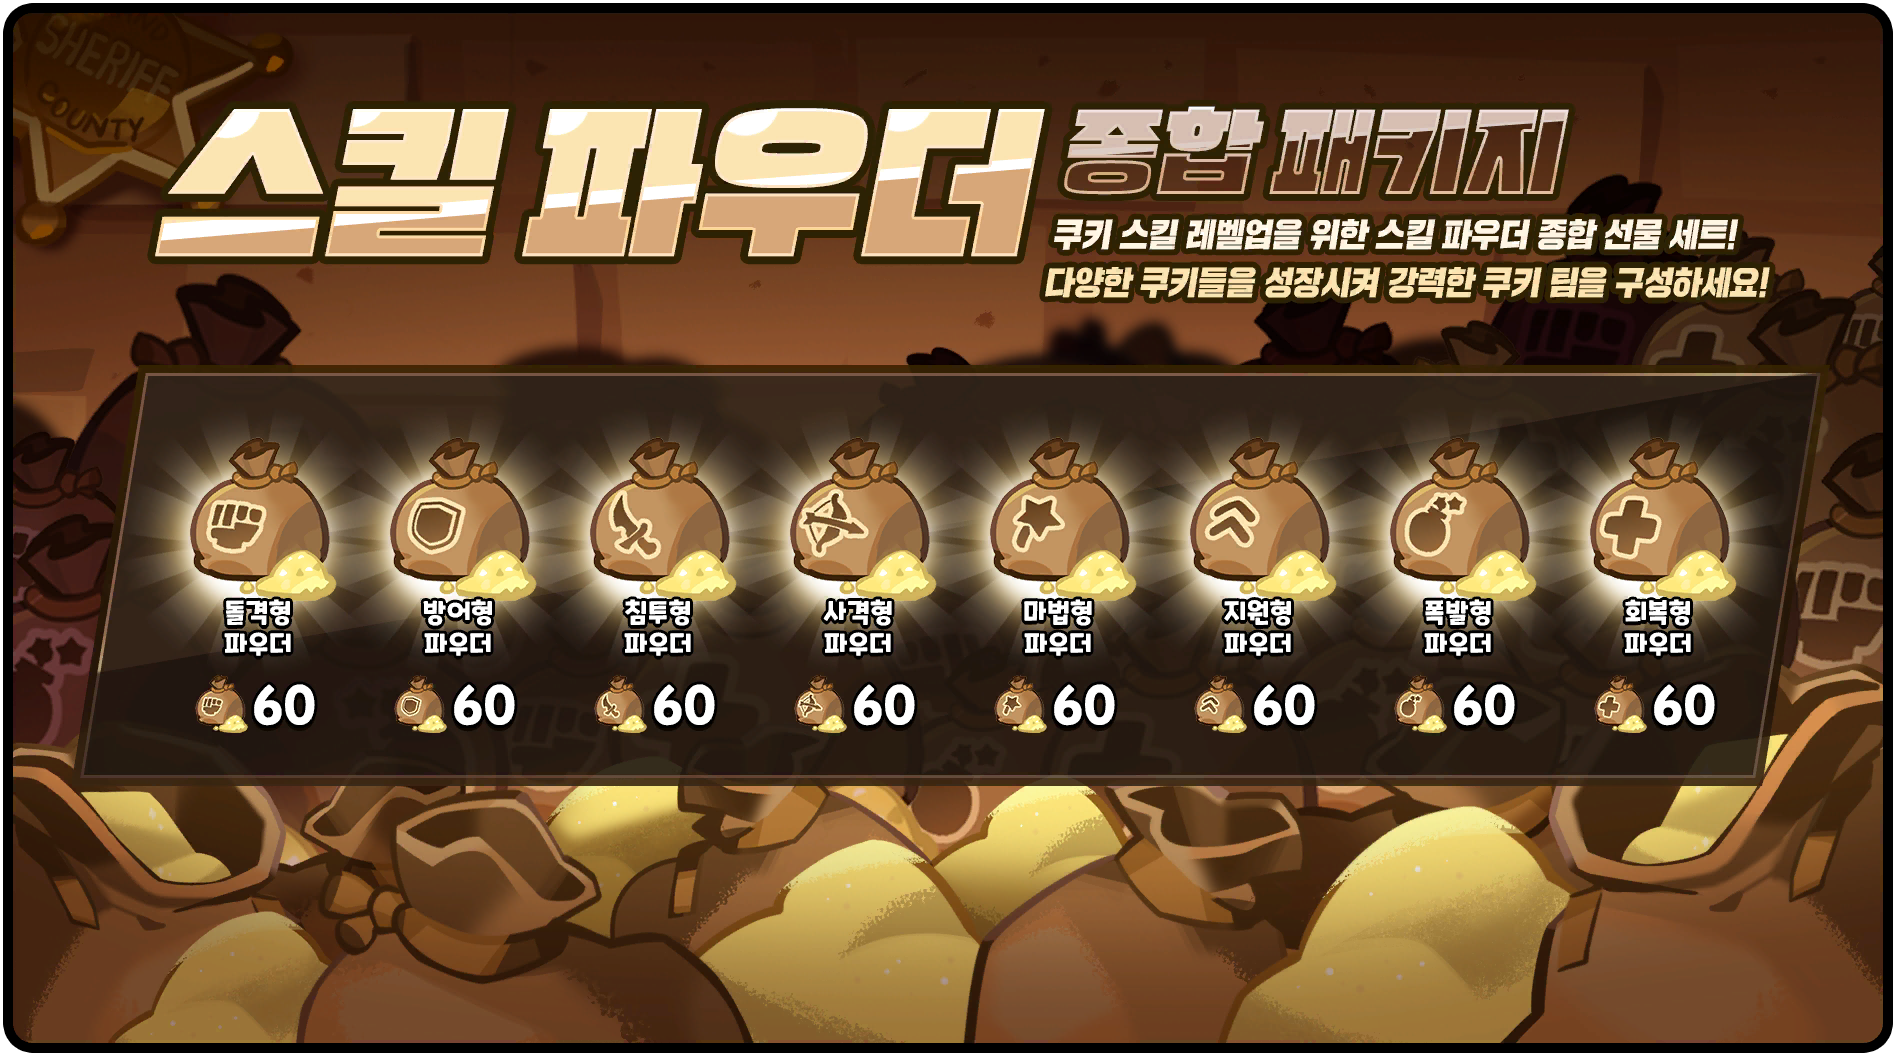 SHERIFF
COUNTY
스킬 파우더 종합 패키지
쿠키 스킬 레벨업을 위한 스킬 파우더 종합 선물 세트!
다양한 쿠키들을 성장시켜 강력한 쿠키 팀을 구성하세요!
돌격형 방어형 침투형 사격형 마법형 지원형 폭발형 회복형
파우더 파우더 파우더 파우더 파우더 파우더 파우더 파우더
60 60 60 60 60 60 60 60